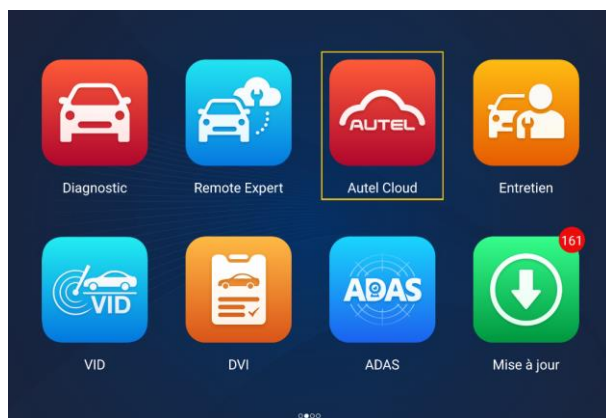 AUTEL
Diagnostic
Remote Expert
Autel Cloud
Entretien
161
VID
ADAS
VID
DVI
ADAS
Mise à jour